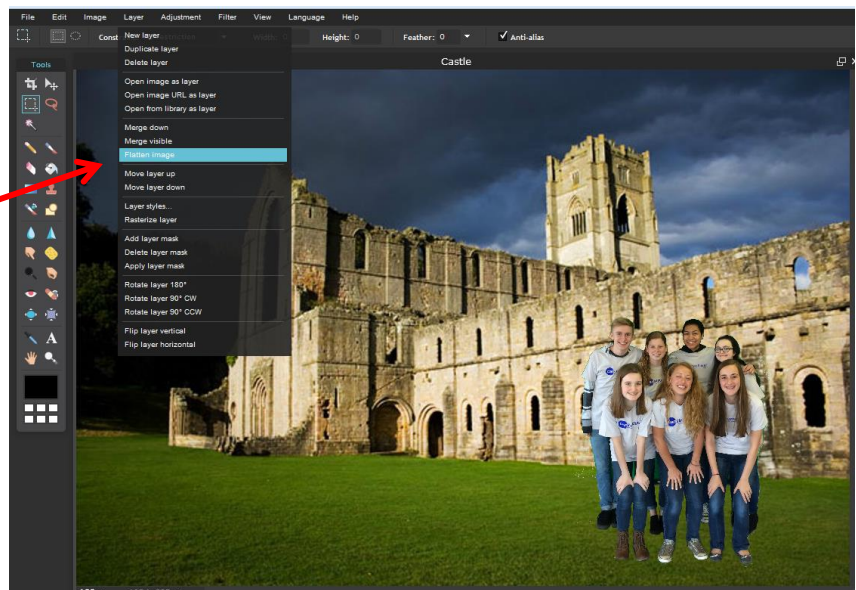 File Edit Image Layer Adjustment Filter View Language Help
Height: 0 Feather: 0 Anti-alias
New layer
Duplicate layer
Delete layer
Open image as layer
Open image URL as layer
Open from library as layer
Merge down
Merge visible
Flatten image
Move layer up
Move layer down
Layer styles...
Rasterize layer
Add layer mask
Delete layer mask
Apply layer mask
Rotate layer 180°
Rotate layer 90° CW
Rotate layer 90° CCW
Flip layer vertical
Flip layer horizontal
Tools
A
Castle